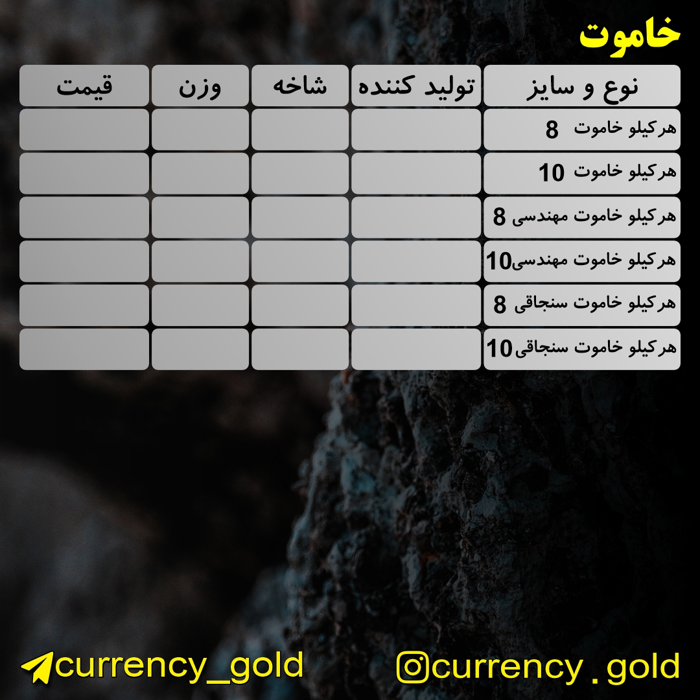 خاموت
نوع و سایز تولید کننده شاخه وزن قیمت
هرکیلو خاموت 8
هرکیلو خاموت 10
هرکیلو خاموت مهندسی 8
هرکیلو خاموت مهندسی10
هرکیلو خاموت سنجاقی 8
هرکیلو خاموت سنجاقی10
currency_gold
currency.gold